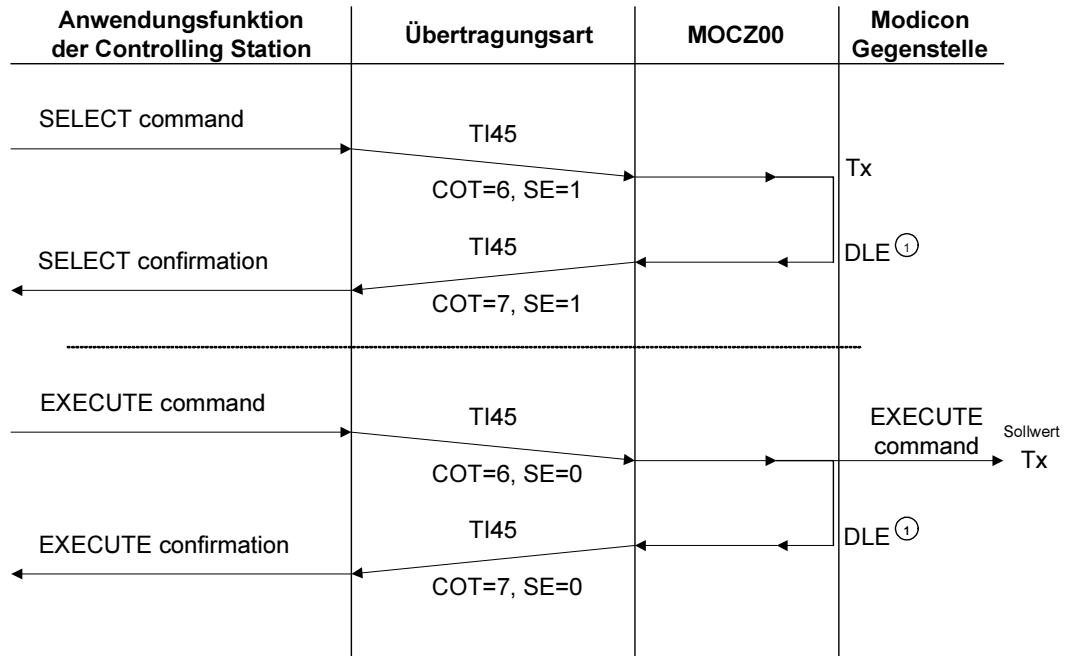 Anwendungsfunktion
der Controlling Station
Übertragungsart
MOCZ00
Modicon
Gegenstelle
SELECT command
TI45
COT=6, SE=1
Tx
SELECT confirmation
TI45
COT=7, SE=1
DLE ①
EXECUTE command
TI45
COT=6, SE=0
EXECUTE
command
Sollwert
Tx
EXECUTE confirmation
TI45
COT=7, SE=0
DLE ①